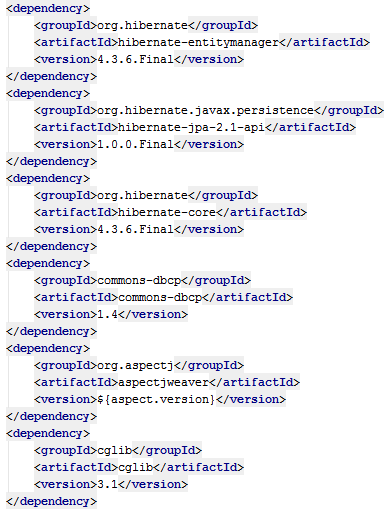 <dependency>
    <groupId>org.hibernate</groupId>
    <artifactId>hibernate-entitymanager</artifactId>
    <version>4.3.6.Final</version>
</dependency>
<dependency>
    <groupId>org.hibernate.javax.persistence</groupId>
    <artifactId>hibernate-jpa-2.1-api</artifactId>
    <version>1.0.0.Final</version>
</dependency>
<dependency>
    <groupId>org.hibernate</groupId>
    <artifactId>hibernate-core</artifactId>
    <version>4.3.6.Final</version>
</dependency>
<dependency>
    <groupId>commons-dbcp</groupId>
    <artifactId>commons-dbcp</artifactId>
    <version>1.4</version>
</dependency>
<dependency>
    <groupId>org.aspectj</groupId>
    <artifactId>aspectjweaver</artifactId>
    <version>${aspect.version}</version>
</dependency>
<dependency>
    <groupId>cglib</groupId>
    <artifactId>cglib</artifactId>
    <version>3.1</version>
</dependency>